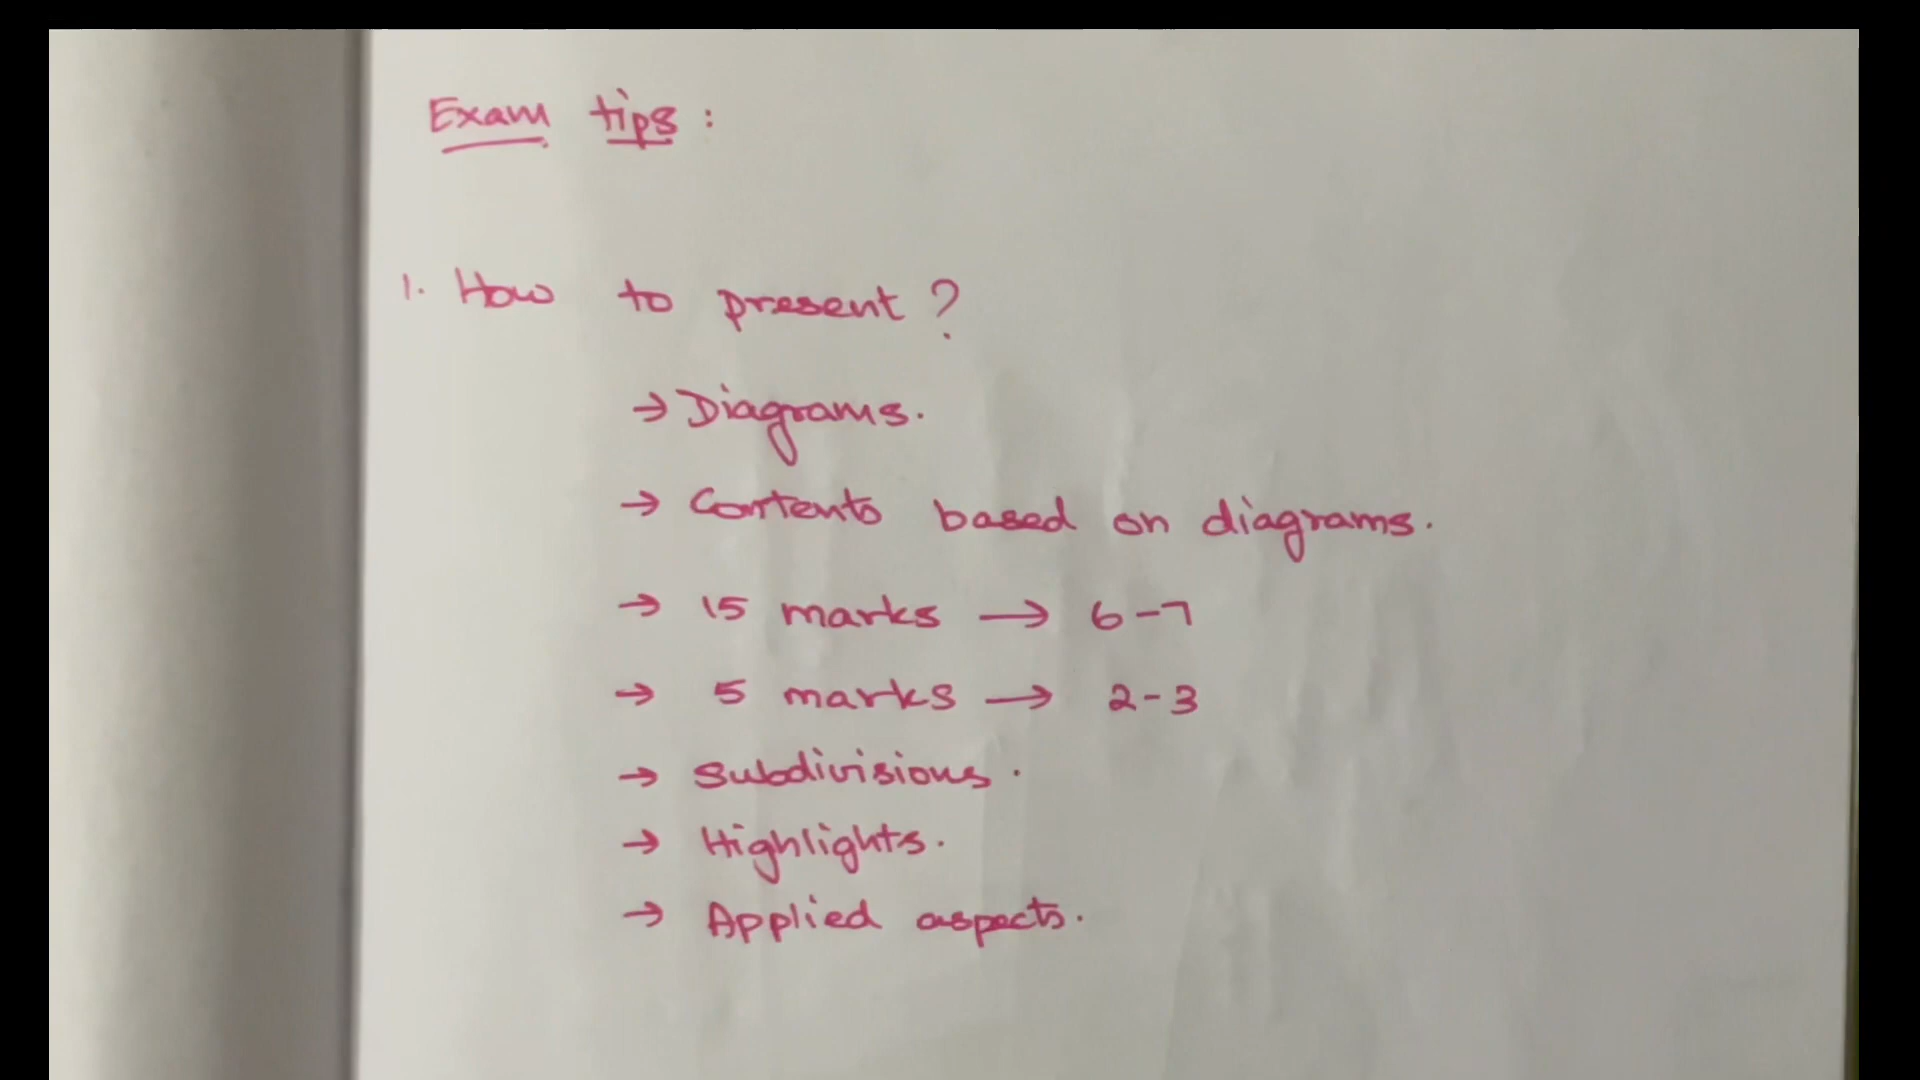 Exam tips :
1. How to present ?
→ Diagrams.
→ Contents based on diagrams.
→ 15 marks → 6-7
→ 5 marks → 2-3
→ Subdivisions.
→ Highlights.
→ Applied aspects.